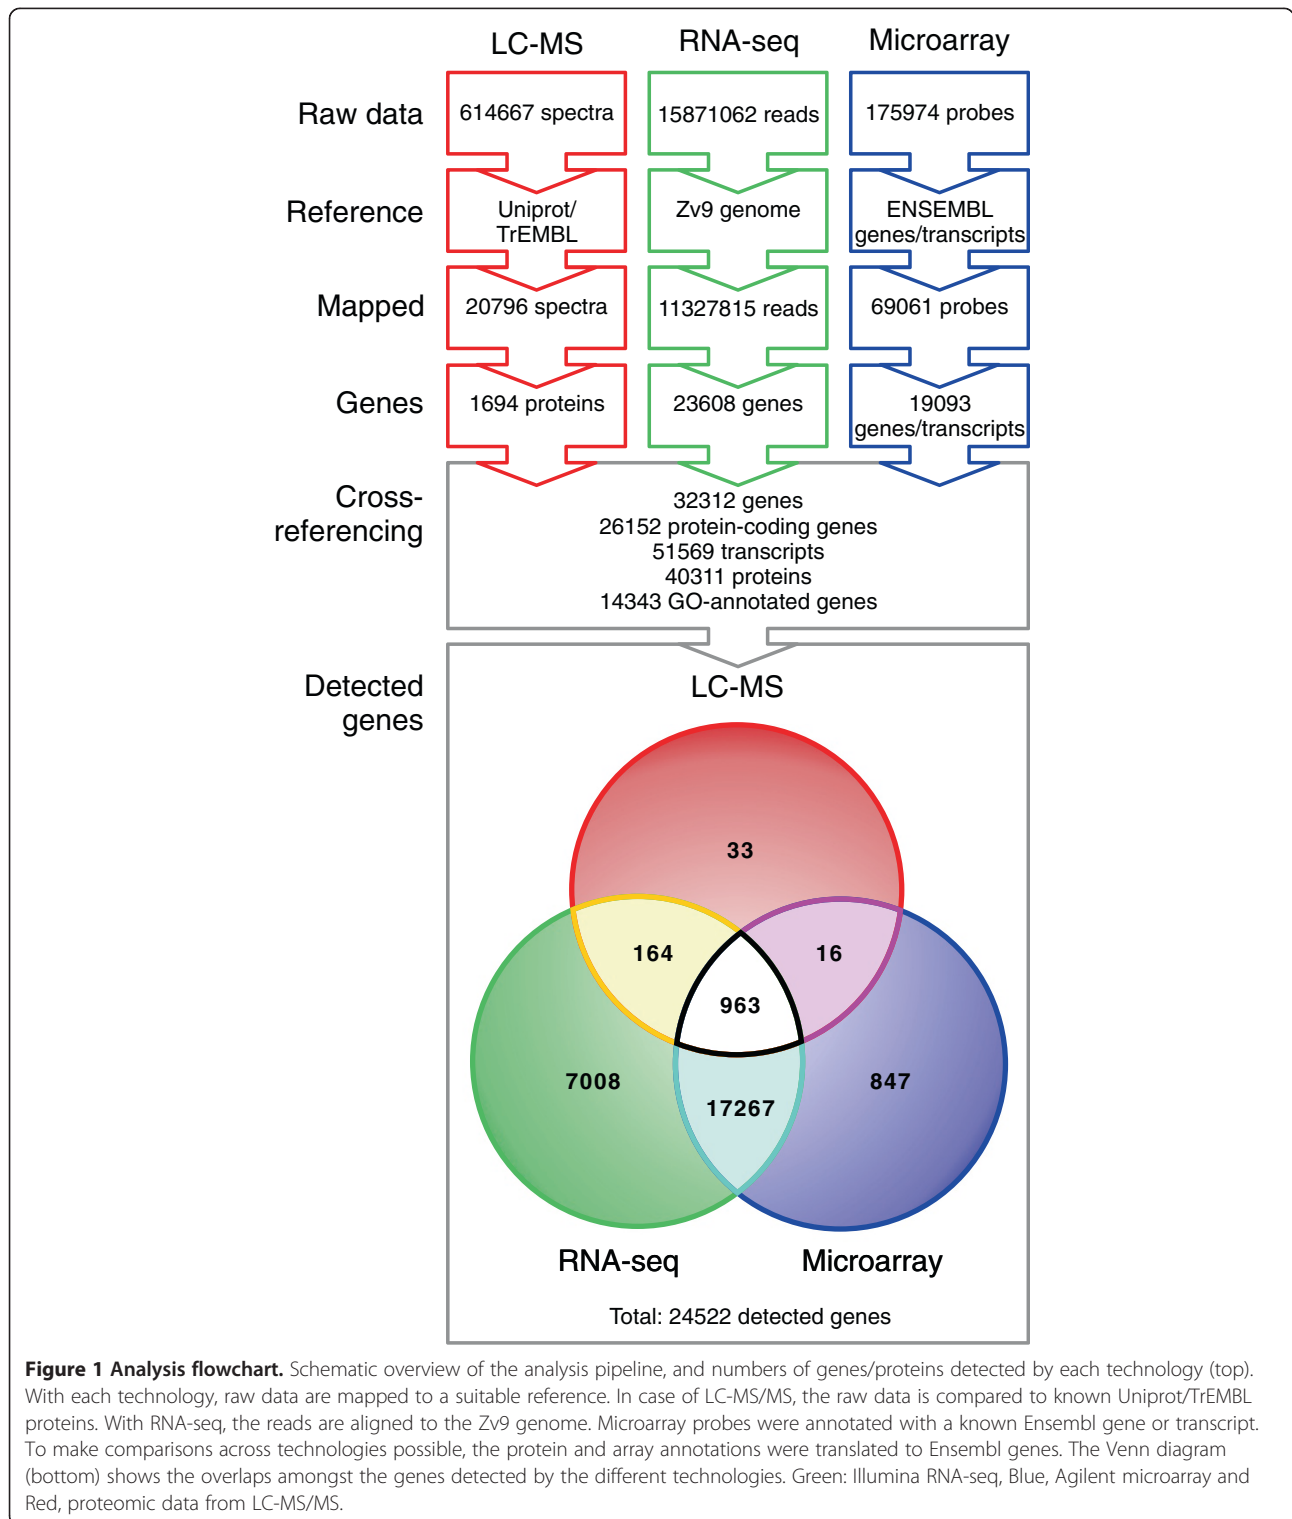 LC-MS
RNA-seq
Microarray
Raw data
614667 spectra
15871062 reads
175974 probes
Reference
Uniprot/
TrEMBL
Zv9 genome
ENSEMBL
genes/transcripts
Mapped
20796 spectra
11327815 reads
69061 probes
Genes
1694 proteins
23608 genes
19093
genes/transcripts
Cross-
referencing
32312 genes
26152 protein-coding genes
51569 transcripts
40311 proteins
14343 GO-annotated genes
Detected
genes
LC-MS
33
164
16
963
7008
847
17267
RNA-seq
Microarray
Total: 24522 detected genes
Figure 1 Analysis flowchart. Schematic overview of the analysis pipeline, and numbers of genes/proteins detected by each technology (top).
With each technology, raw data are mapped to a suitable reference. In case of LC-MS/MS, the raw data is compared to known Uniprot/TrEMBL
proteins. With RNA-seq, the reads are aligned to the Zv9 genome. Microarray probes were annotated with a known Ensembl gene or transcript.
To make comparisons across technologies possible, the protein and array annotations were translated to Ensembl genes. The Venn diagram
(bottom) shows the overlaps amongst the genes detected by the different technologies. Green: Illumina RNA-seq, Blue, Agilent microarray and
Red, proteomic data from LC-MS/MS.